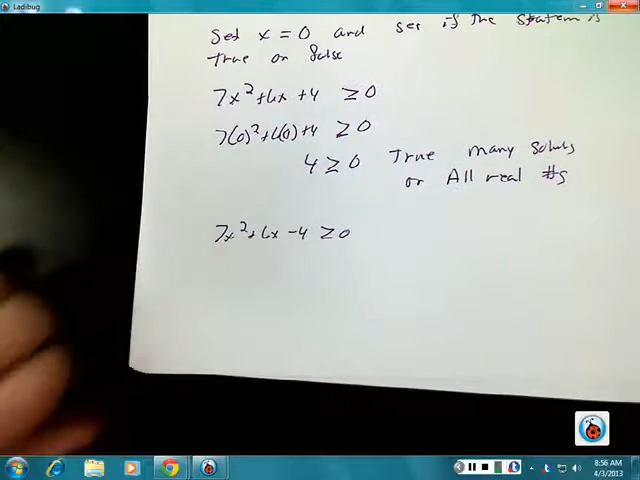 Ladibug
Set x = 0 and see if the statem is
true or false
7x²+6x+4 ≥0
7(0)²+6(0)+4 ≥0
4≥0 True many Soluts
or All real #s
7x²+6x-4 ≥0
8:56 AM
4/3/2013